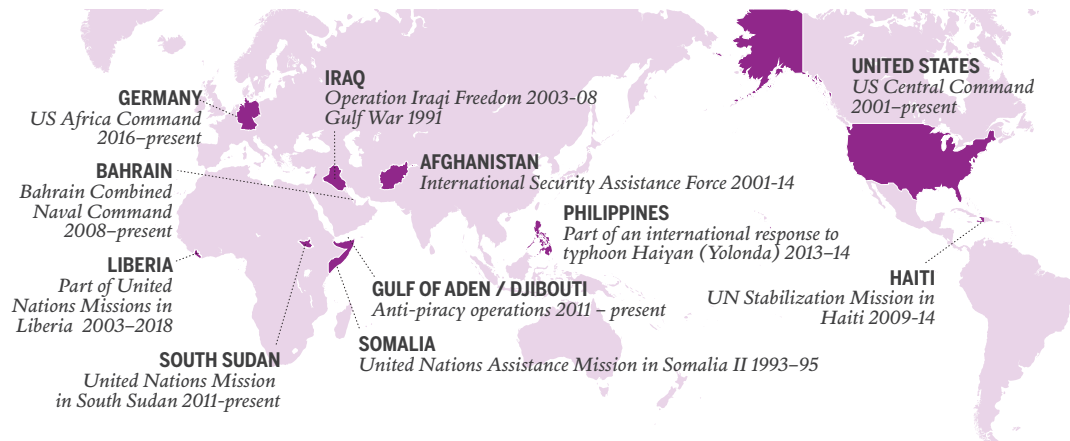 GERMANY
US Africa Command
2016–present
IRAQ
Operation Iraqi Freedom 2003-08
Gulf War 1991
UNITED STATES
US Central Command
2001–present
BAHRAIN
Bahrain Combined
Naval Command
2008–present
AFGHANISTAN
International Security Assistance Force 2001-14
PHILIPPINES
Part of an international response to
typhoon Haiyan (Yolonda) 2013–14
LIBERIA
Part of United
Nations Missions in
Liberia 2003–2018
GULF OF ADEN / DJIBOUTI
Anti-piracy operations 2011 – present
HAITI
UN Stabilization Mission in
Haiti 2009-14
SOMALIA
United Nations Assistance Mission in Somalia II 1993–95
SOUTH SUDAN
United Nations Mission
in South Sudan 2011-present